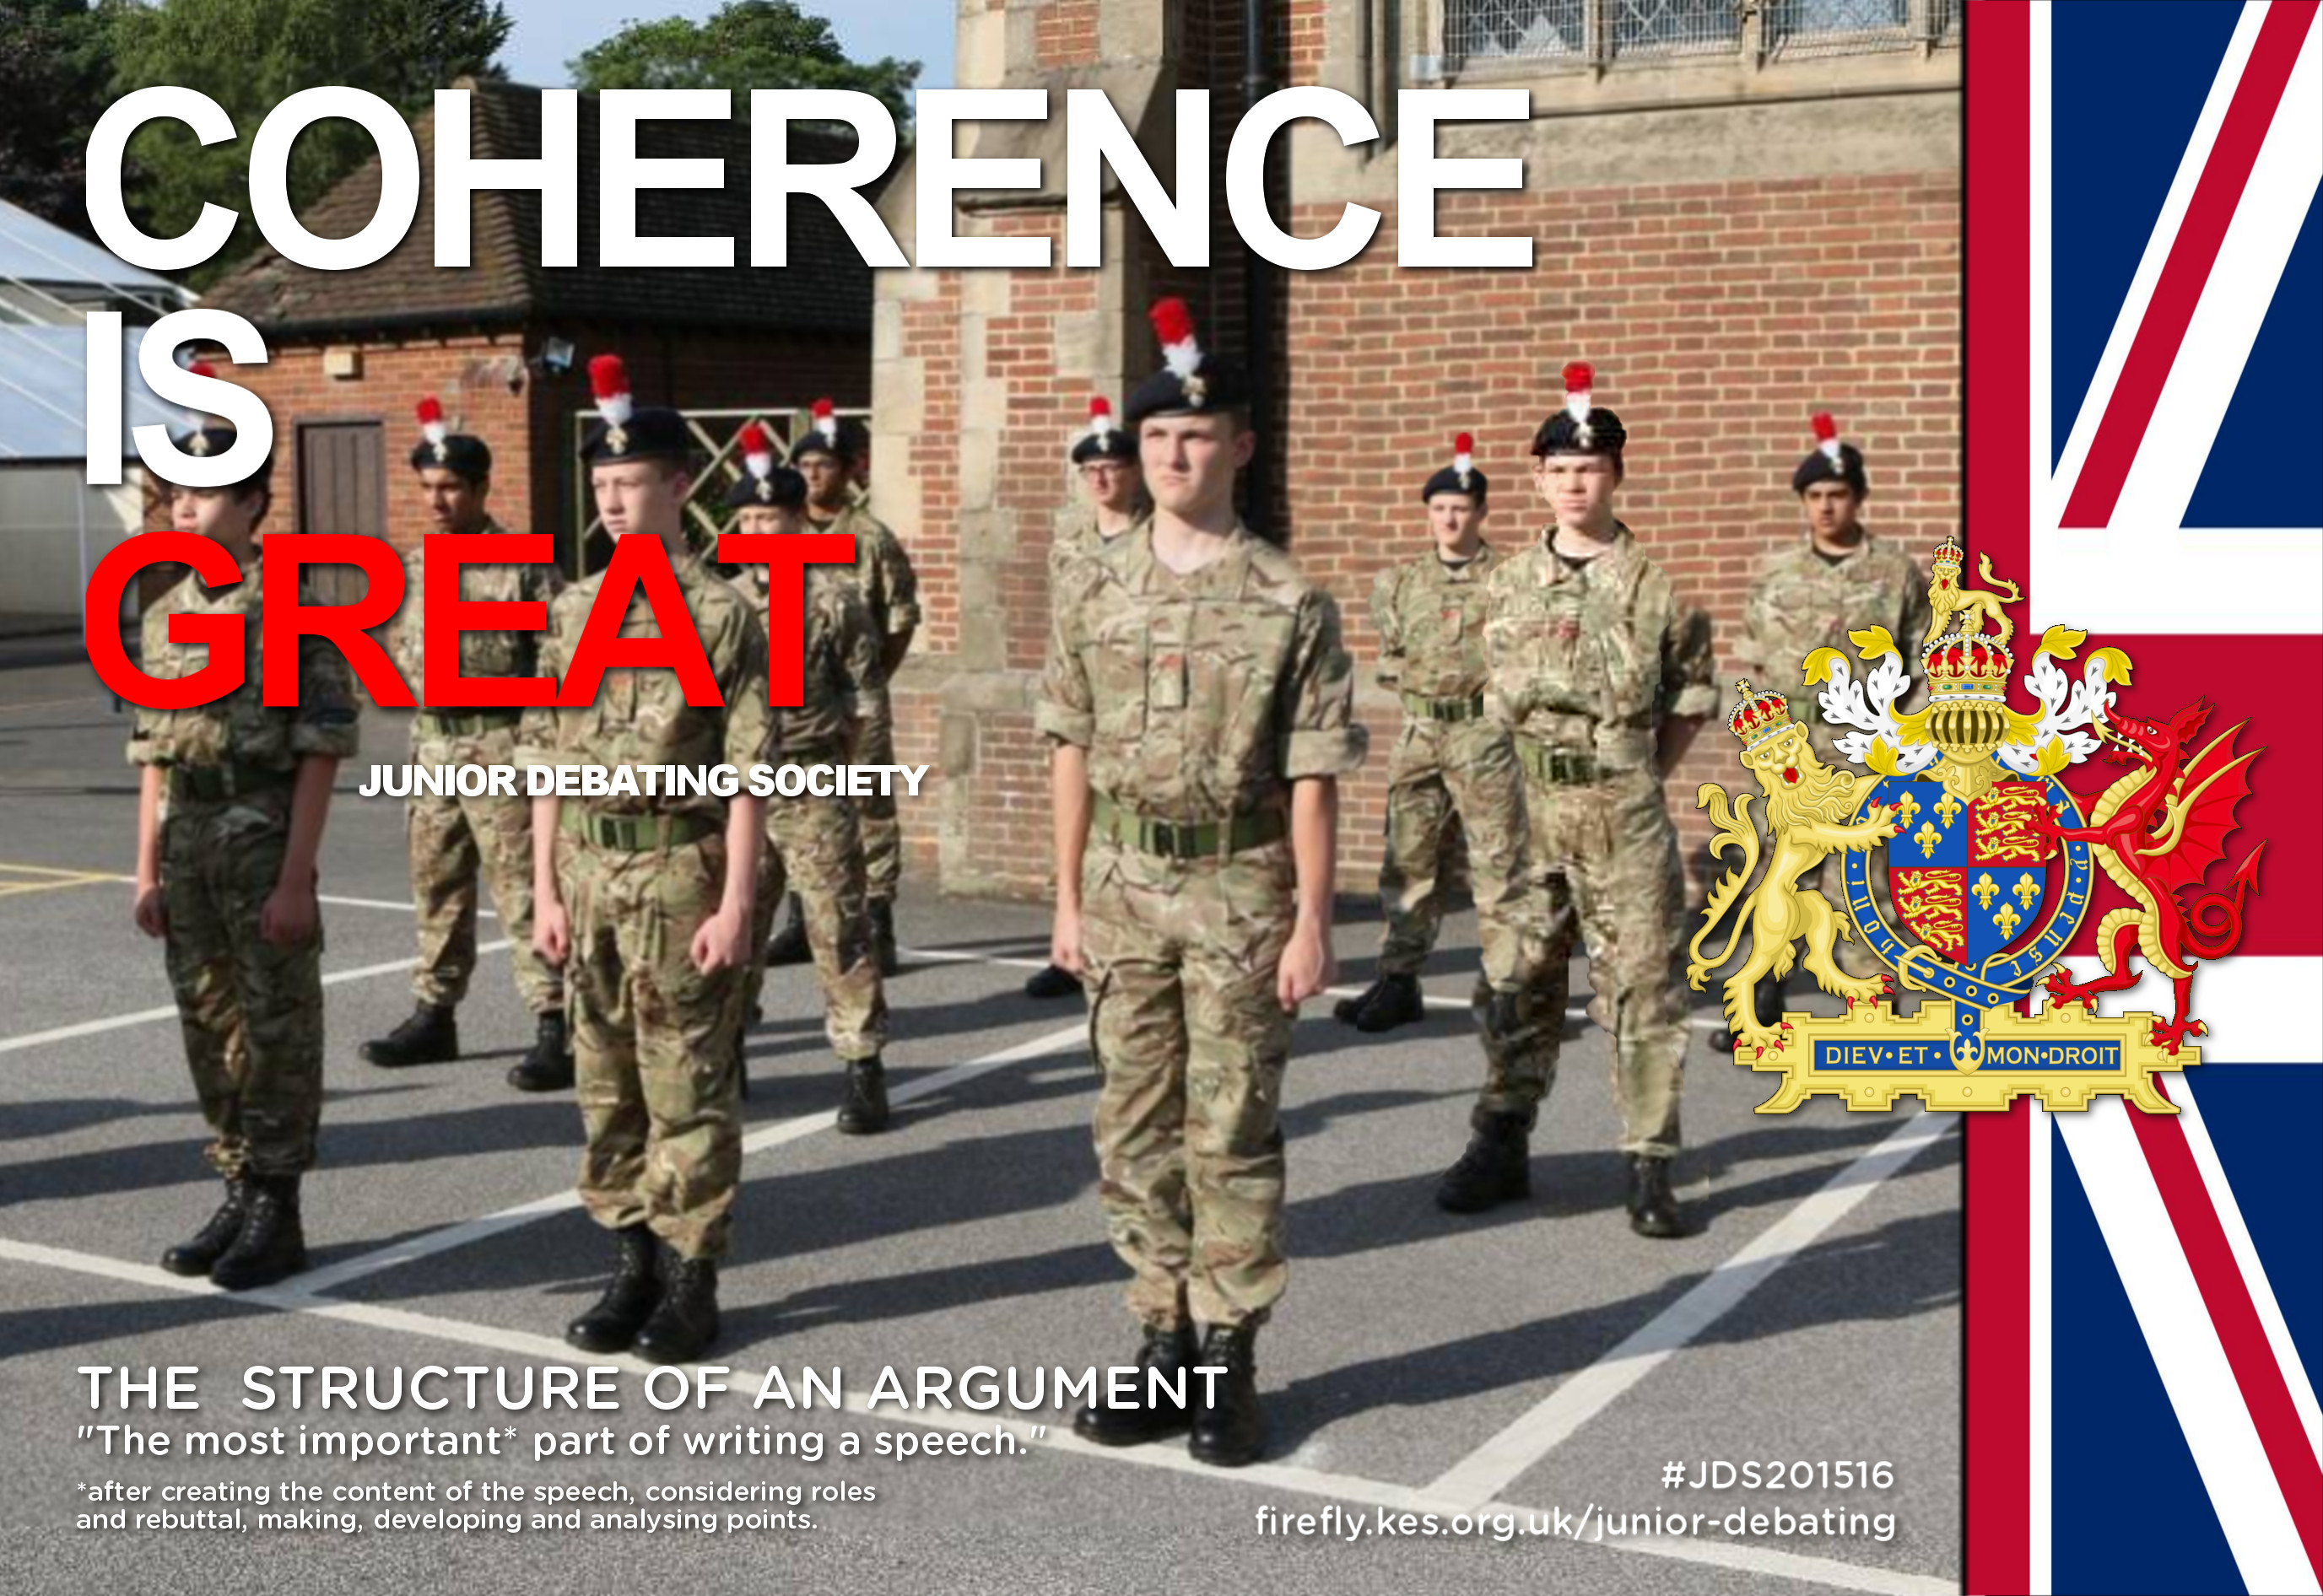 COHERENCE
IS
GREAT
JUNIOR DEBATING SOCIETY
DIEV•ET• MON•DROIT
THE STRUCTURE OF AN ARGUMENT
"The most important* part of writing a speech."
*after creating the content of the speech, considering roles
and rebuttal, making, developing and analysing points.
#JDS201516
firefly.kes.org.uk/junior-debating